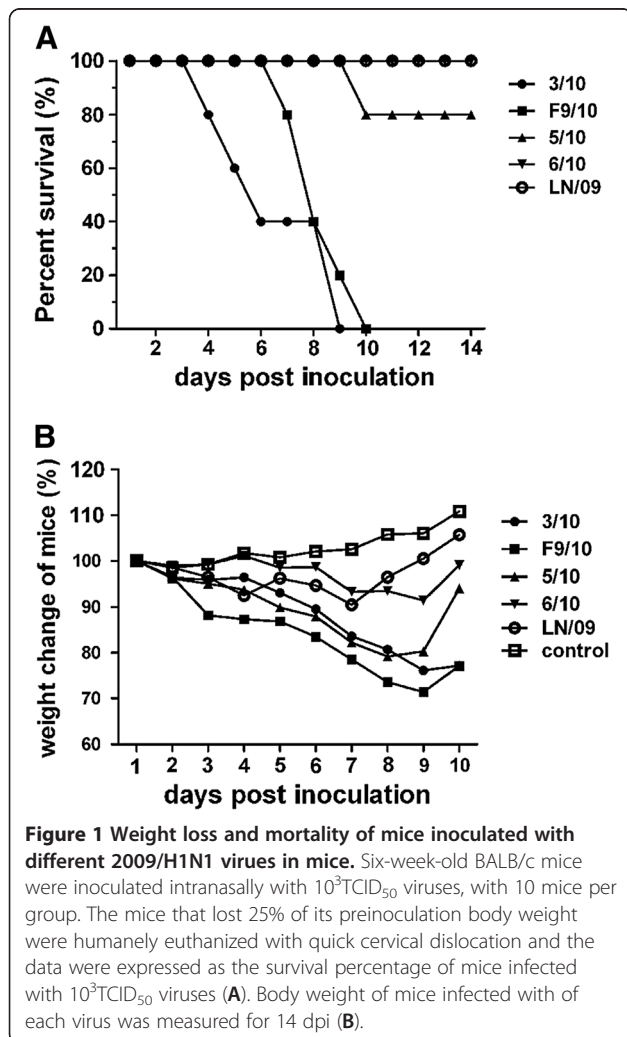 A
100
80
60
40
20
0
Percent survival (%)
2 4 6 8 10 12 14
days post inoculation
3/10
F9/10
5/10
6/10
LN/09
B
120
110
100
90
80
70
60
weight change of mice (%)
1 2 3 4 5 6 7 8 9 10
days post inoculation
3/10
F9/10
5/10
6/10
LN/09
control
Figure 1 Weight loss and mortality of mice inoculated with
different 2009/H1N1 virues in mice. Six-week-old BALB/c mice
were inoculated intranasally with 10³TCID₅₀ viruses, with 10 mice per
group. The mice that lost 25% of its preinoculation body weight
were humanely euthanized with quick cervical dislocation and the
data were expressed as the survival percentage of mice infected
with 10³TCID₅₀ viruses (A). Body weight of mice infected with of
each virus was measured for 14 dpi (B).